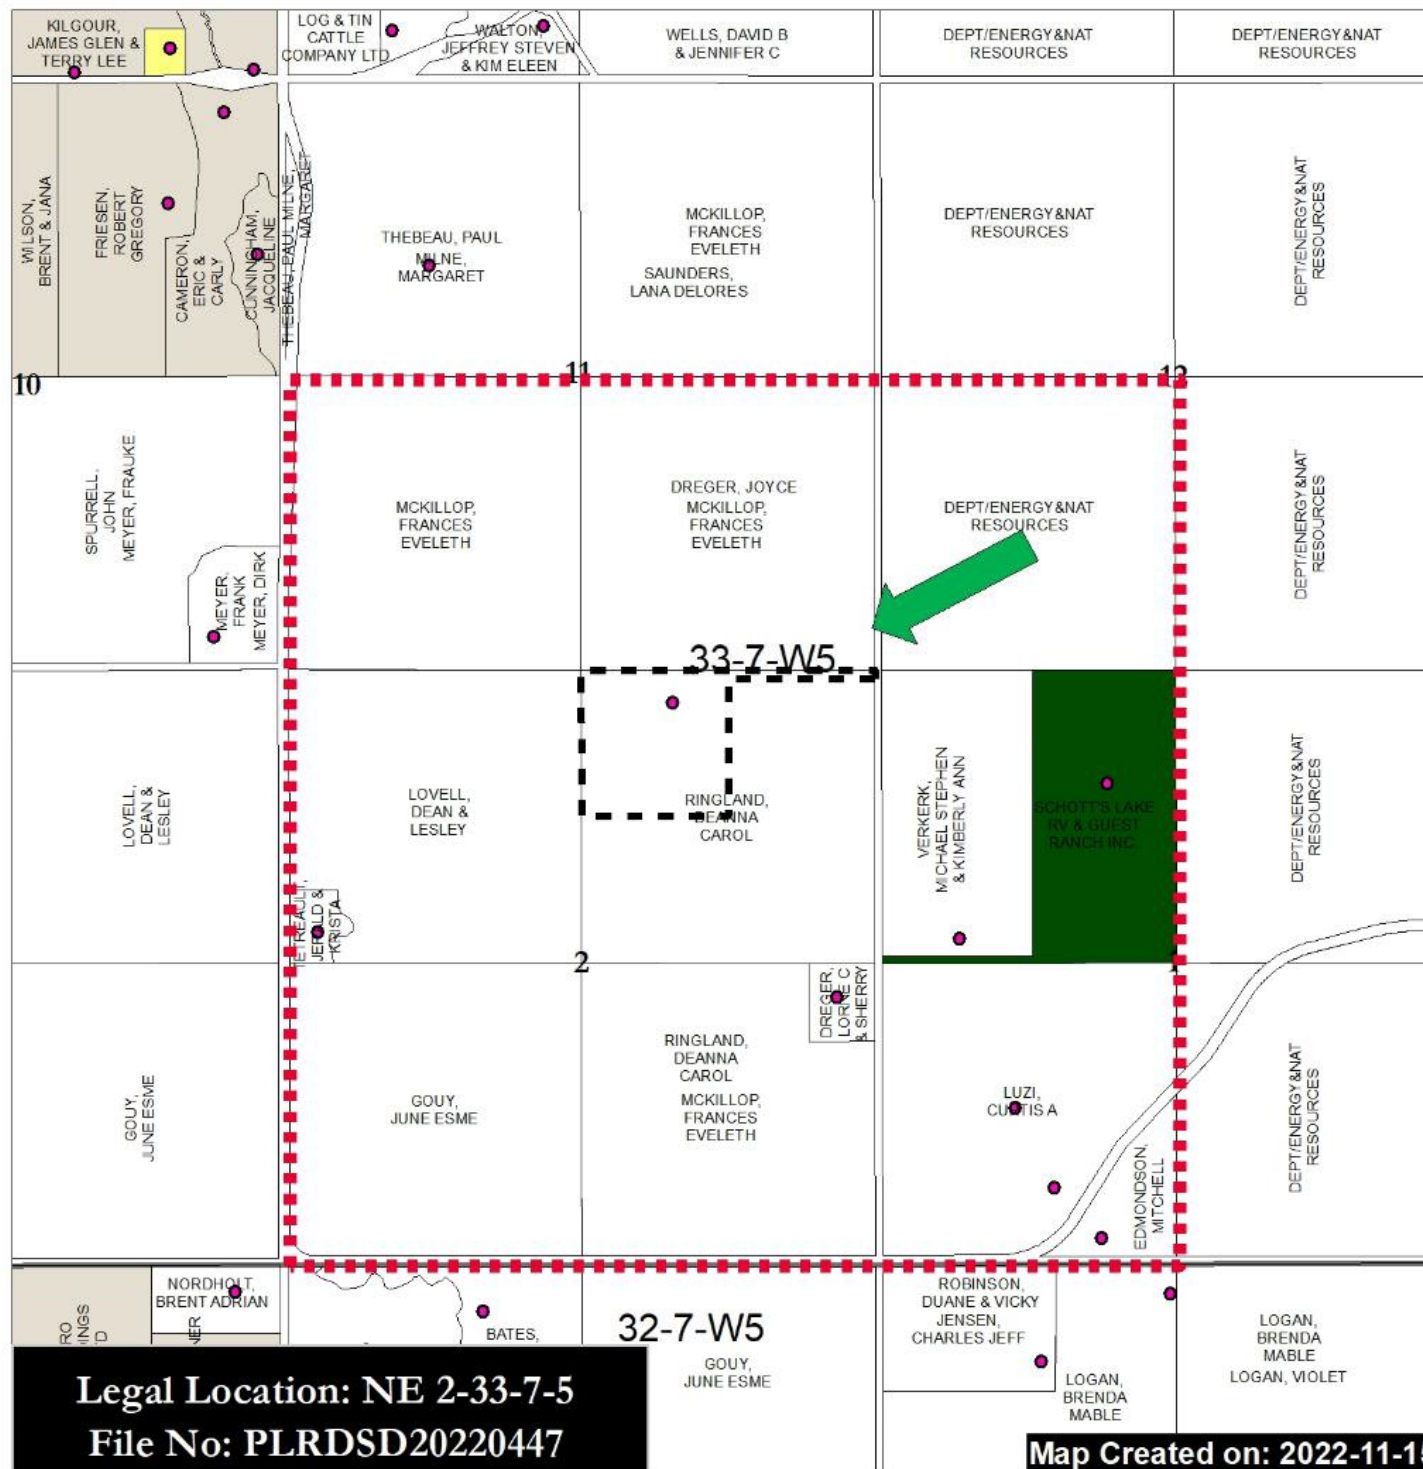 KILGOUR,
JAMES GLEN &
TERRY LEE
LOG & TIN
CATTLE
COMPANY LTD
WALTON,
JEFFREY STEVEN
& KIM ELEEN
WELLS, DAVID B
& JENNIFER C
DEPT/ENERGY&NAT
RESOURCES
DEPT/ENERGY&NAT
RESOURCES
WILSON,
BRENT & JANA
FRIESEN,
ROBERT
GREGORY
CAMERON,
ERIC &
CARLY
CUNNINGHAM,
JACQUELINE
THEBEAU, PAUL MILNE,
MARGARET
THEBEAU, PAUL
MILNE,
MARGARET
MCKILLOP,
FRANCES
EVELETH
SAUNDERS,
LANA DELORES
DEPT/ENERGY&NAT
RESOURCES
DEPT/ENERGY&NAT
RESOURCES
10
11
12
SPURRELL,
JOHN
MEYER, FRAUKE
MEYER,
FRANK
MEYER, DIRK
MCKILLOP,
FRANCES
EVELETH
DREGER, JOYCE
MCKILLOP,
FRANCES
EVELETH
DEPT/ENERGY&NAT
RESOURCES
DEPT/ENERGY&NAT
RESOURCES
33-7-W5
LOVELL,
DEAN &
LESLEY
LOVELL,
DEAN &
LESLEY
RINGLAND,
DEANNA
CAROL
VERKERK,
MICHAEL STEPHEN
& KIMBERLY ANN
SCHOTT'S LAKE
RV & GUEST
RANCH INC.
DEPT/ENERGY&NAT
RESOURCES
TETREAULT,
JERALD &
KRISTA
2
1
DREGER,
LORNE C
& SHERRY
GOUY,
JUNE ESME
GOUY,
JUNE ESME
RINGLAND,
DEANNA
CAROL
MCKILLOP,
FRANCES
EVELETH
LUZI,
CURTIS A
EDMONDSON,
MITCHELL
DEPT/ENERGY&NAT
RESOURCES
NORDHOLT,
BRENT ADRIAN
BATES,
32-7-W5
GOUY,
JUNE ESME
ROBINSON,
DUANE & VICKY
JENSEN,
CHARLES JEFF
LOGAN,
BRENDA
MABLE
LOGAN,
BRENDA
MABLE
LOGAN, VIOLET
Legal Location: NE 2-33-7-5
File No: PLRDSD20220447
Map Created on: 2022-11-15